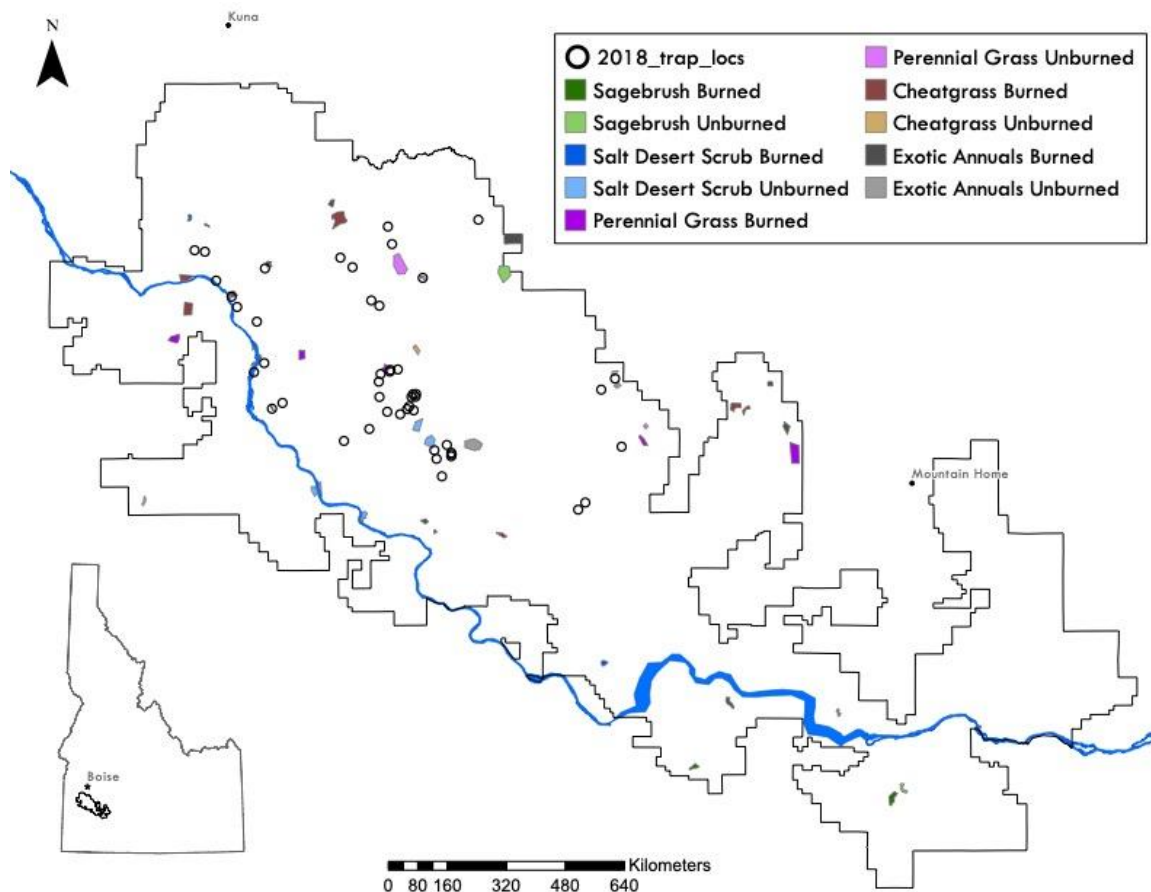 Kuna
N
2018_trap_locs
Sagebrush Burned
Sagebrush Unburned
Salt Desert Scrub Burned
Salt Desert Scrub Unburned
Perennial Grass Burned
Perennial Grass Unburned
Cheatgrass Burned
Cheatgrass Unburned
Exotic Annuals Burned
Exotic Annuals Unburned
Mountain Home
Boise
Kilometers
0 80 160 320 480 640